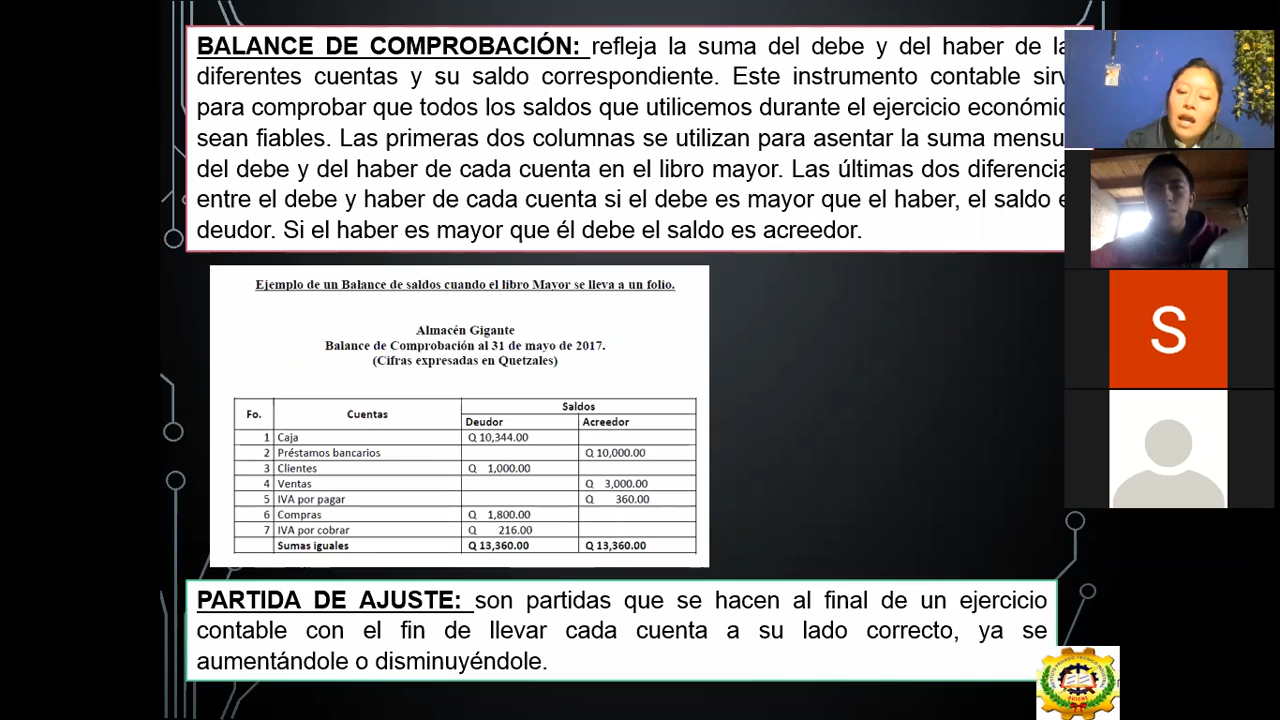 BALANCE DE COMPROBACIÓN: refleja la suma del debe y del haber de
diferentes cuentas y su saldo correspondiente. Este instrumento contable
para comprobar que todos los saldos que utilicemos durante el ejercicio
sean fiables. Las primeras dos columnas se utilizan para asentar la suma
del debe y del haber de cada cuenta en el libro mayor. Las últimas dos
entre el debe y haber de cada cuenta si el debe es mayor que el haber, el saldo
deudor. Si el haber es mayor que él debe el saldo es acreedor.
Ejemplo de un Balance de saldos cuando el libro Mayor se lleva a un folio.
Almacén Gigante
Balance de Comprobación al 31 de mayo de 2017.
(Cifras expresadas en Quetzales)
Fo. Cuentas Saldos
Deudor Acreedor
1 Caja Q 10,344.00
2 Préstamos bancarios Q 10,000.00
3 Clientes Q 1,000.00
4 Ventas Q 3,000.00
5 IVA por pagar Q 360.00
6 Compras Q 1,800.00
7 IVA por cobrar Q 216.00
Sumas iguales Q 13,360.00 Q 13,360.00
PARTIDA DE AJUSTE: son partidas que se hacen al final de un ejercicio
contable con el fin de llevar cada cuenta a su lado correcto, ya se
aumentándole o disminuyéndole.
S